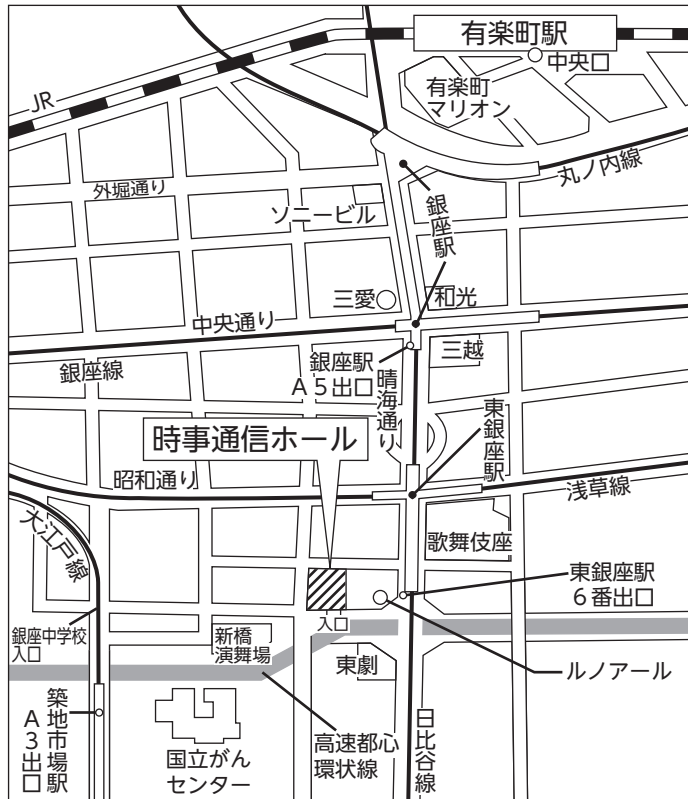 有楽町駅
中央口
JR
有楽町
マリオン
丸ノ内線
外堀通り
ソニービル
銀座駅
三愛
和光
中央通り
銀座線
三越
銀座駅
A5出口
晴海通り
時事通信ホール
東銀座駅
昭和通り
浅草線
大江戸線
歌舞伎座
東銀座駅
6番出口
銀座中学校
入口
新橋
演舞場
入口
東劇
ルノアール
築地市場駅
A3出口
国立がん
センター
高速都心
環状線
日比谷線